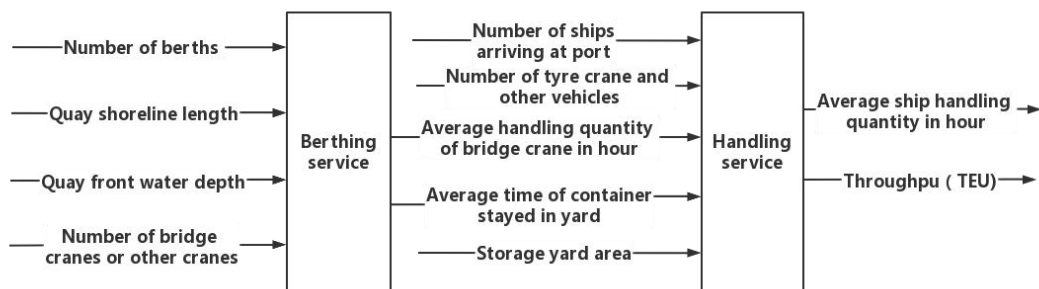 Number of berths
Quay shoreline length
Quay front water depth
Number of bridge
cranes or other cranes
Berthing
service
Number of ships
arriving at port
Number of tyre crane and
other vehicles
Average handling quantity
of bridge crane in hour
Average time of container
stayed in yard
Storage yard area
Handling
service
Average ship handling
quantity in hour
Throughpu ( TEU)